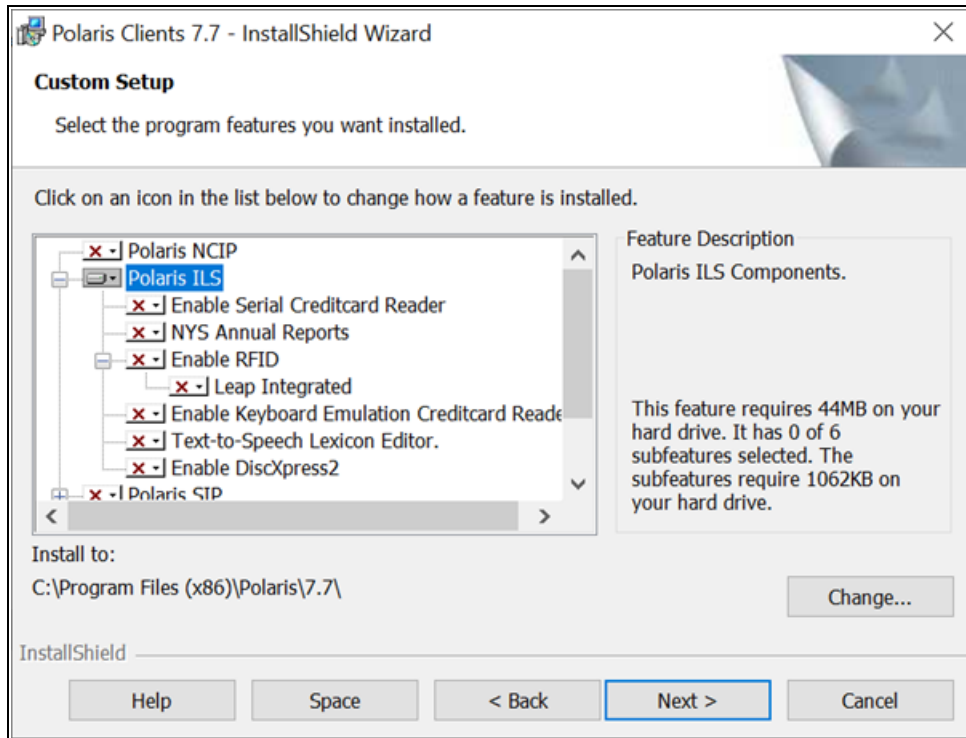 Polaris Clients 7.7 - InstallShield Wizard
Custom Setup
Select the program features you want installed.
Click on an icon in the list below to change how a feature is installed.
Polaris NCIP
Polaris ILS
Enable Serial Creditcard Reader
NYS Annual Reports
Enable RFID
Leap Integrated
Enable Keyboard Emulation Creditcard Reade
Text-to-Speech Lexicon Editor.
Enable DiscXpress2
Polaris SIP
Feature Description
Polaris ILS Components.
This feature requires 44MB on your
hard drive. It has 0 of 6
subfeatures selected. The
subfeatures require 1062KB on
your hard drive.
Install to:
C:\Program Files (x86)\Polaris\7.7\
Change...
InstallShield
Help
Space
< Back
Next >
Cancel